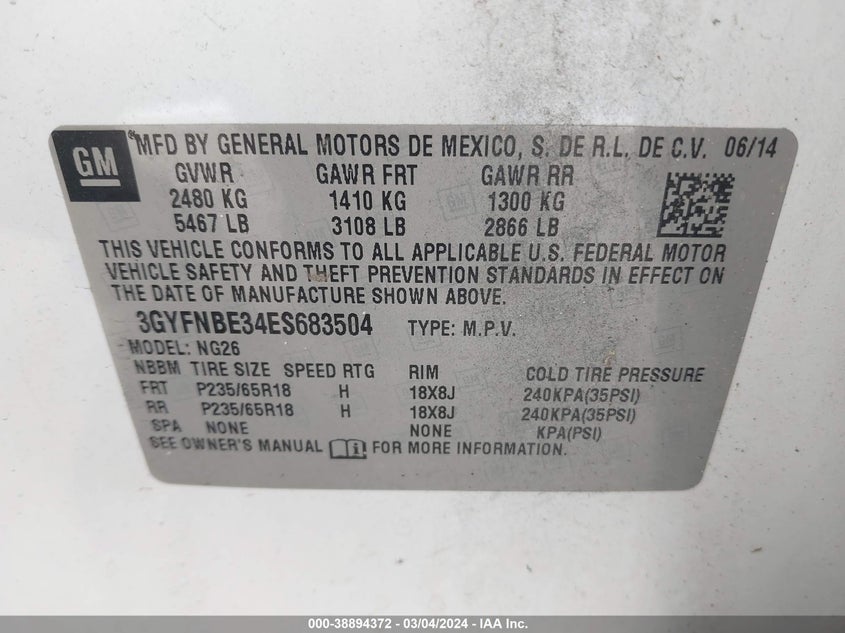 GM MFD BY GENERAL MOTORS DE MEXICO, S. DE R.L. DE C.V. 06/14
GVWR GAWR FRT GAWR RR
2480 KG 1410 KG 1300 KG
5467 LB 3108 LB 2866 LB
THIS VEHICLE CONFORMS TO ALL APPLICABLE U.S. FEDERAL MOTOR
VEHICLE SAFETY AND THEFT PREVENTION STANDARDS IN EFFECT ON
THE DATE OF MANUFACTURE SHOWN ABOVE.
3GYFNBE34ES683504 TYPE: M.P.V.
MODEL: NG26
NBBM TIRE SIZE SPEED RTG RIM COLD TIRE PRESSURE
FRT P235/65R18 H 18X8J 240KPA(35PSI)
RR P235/65R18 H 18X8J 240KPA(35PSI)
SPA NONE NONE KPA(PSI)
SEE OWNER'S MANUAL FOR MORE INFORMATION.
000-38894372 - 03/04/2024 - IAA Inc.